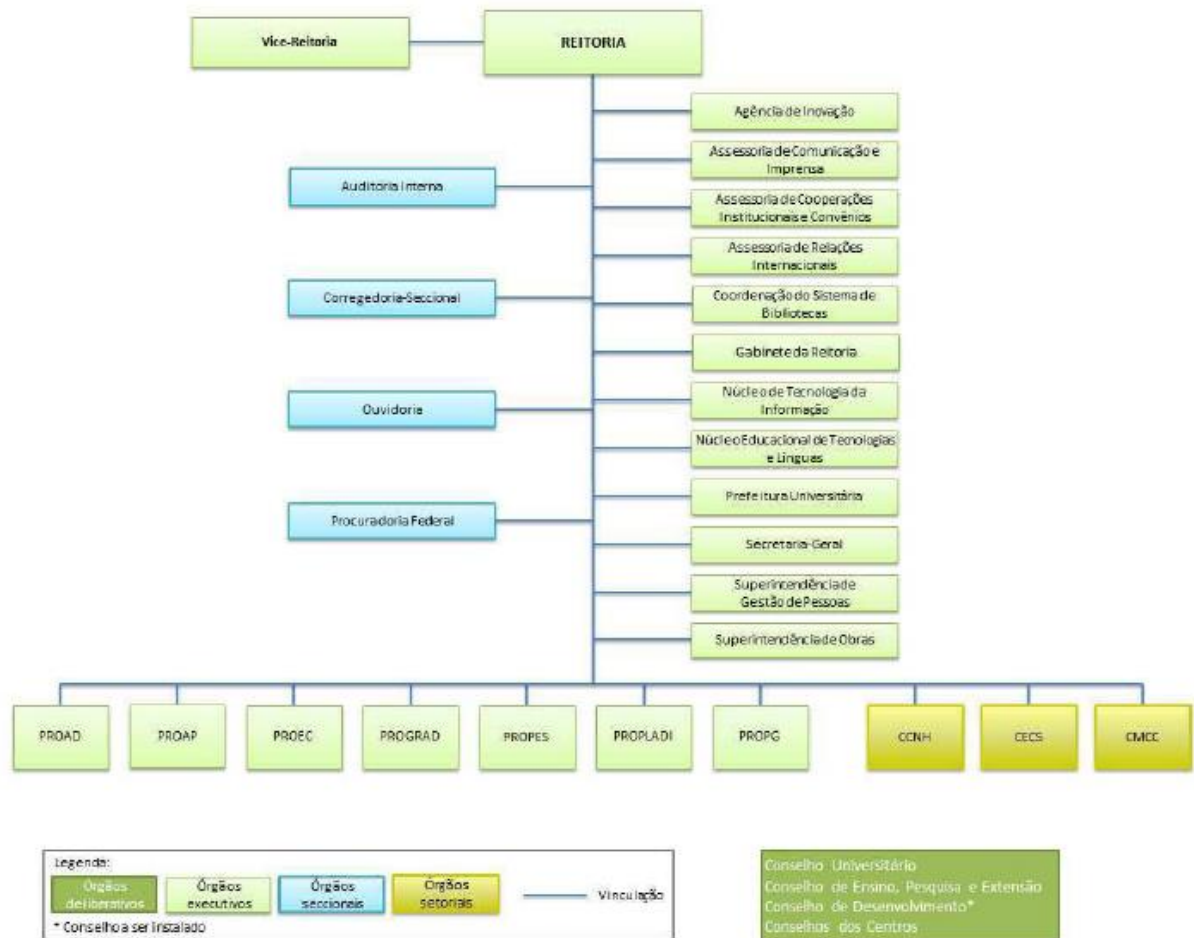 Vice-Reitoria
REITORIA
Agência de Inovação
Assessoria de Comunicação e
Imprensa
Auditoria Interna
Assessoria de Cooperações
Institucionais e Convênios
Assessoria de Relações
Internacionais
Corregedoria-Seccional
Coordenação do Sistema de
Bibliotecas
Gabinete da Reitoria
Ouvidoria
Núcleo de Tecnologia da
Informação
Núcleo Educacional de Tecnologias
e Línguas
Prefeitura Universitária
Procuradoria Federal
Secretaria-Geral
Superintendência de
Gestão de Pessoas
Superintendência de Obras
PROAD
PROAP
PROEC
PROGRAD
PROPES
PROPLADI
PROPG
CCNH
CECS
CMCC
Legenda:
Órgãos
deliberativos
Órgãos
executivos
Órgãos
seccionais
Órgãos
setoriais
Vinculação
* Conselho a ser instalado
Conselho Universitário
Conselho de Ensino, Pesquisa e Extensão
Conselho de Desenvolvimento*
Conselhos dos Centros